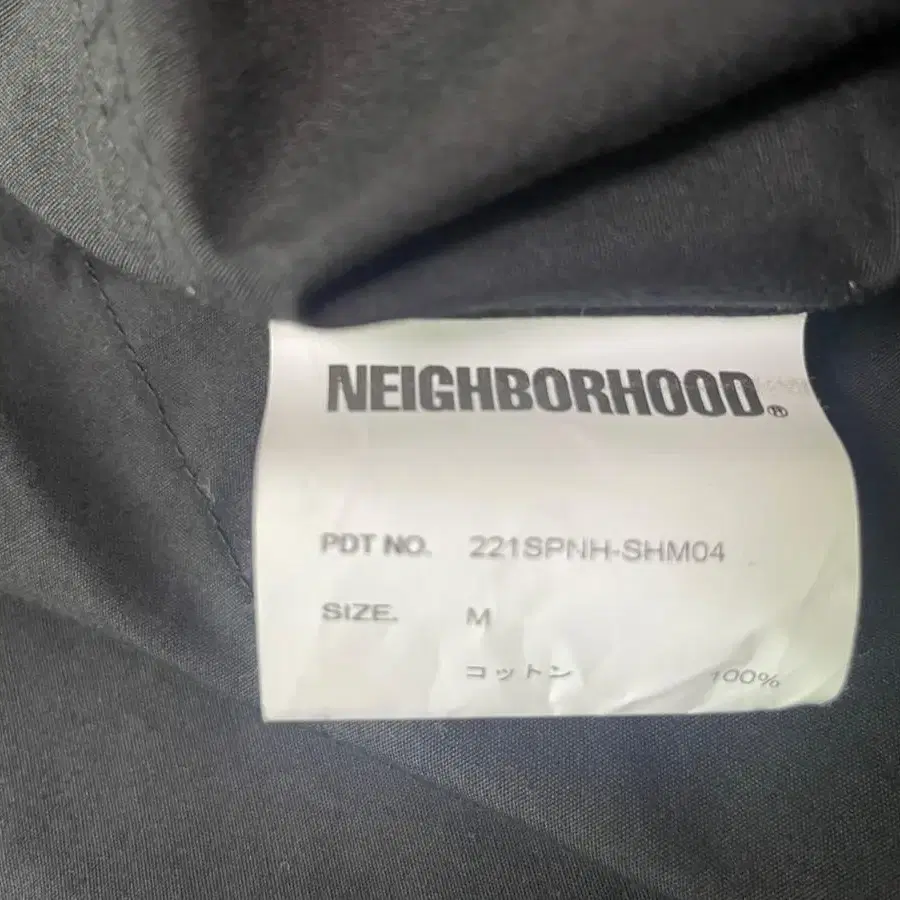 NEIGHBORHOOD®
PDT NO. 221SPNH-SHM04
SIZE. M
コットン 100%